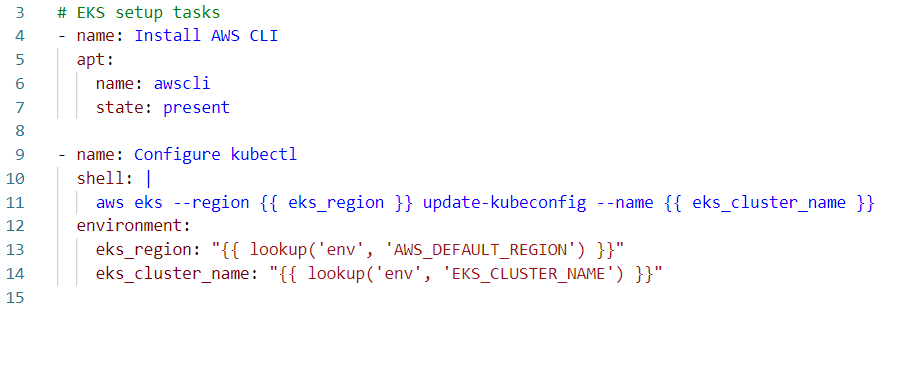 3 # EKS setup tasks
4 - name: Install AWS CLI
5 apt:
6 name: awscli
7 state: present
8
9 - name: Configure kubectl
10 shell: |
11 aws eks --region {{ eks_region }} update-kubeconfig --name {{ eks_cluster_name }}
12 environment:
13 eks_region: "{{ lookup('env', 'AWS_DEFAULT_REGION') }}"
14 eks_cluster_name: "{{ lookup('env', 'EKS_CLUSTER_NAME') }}"
15